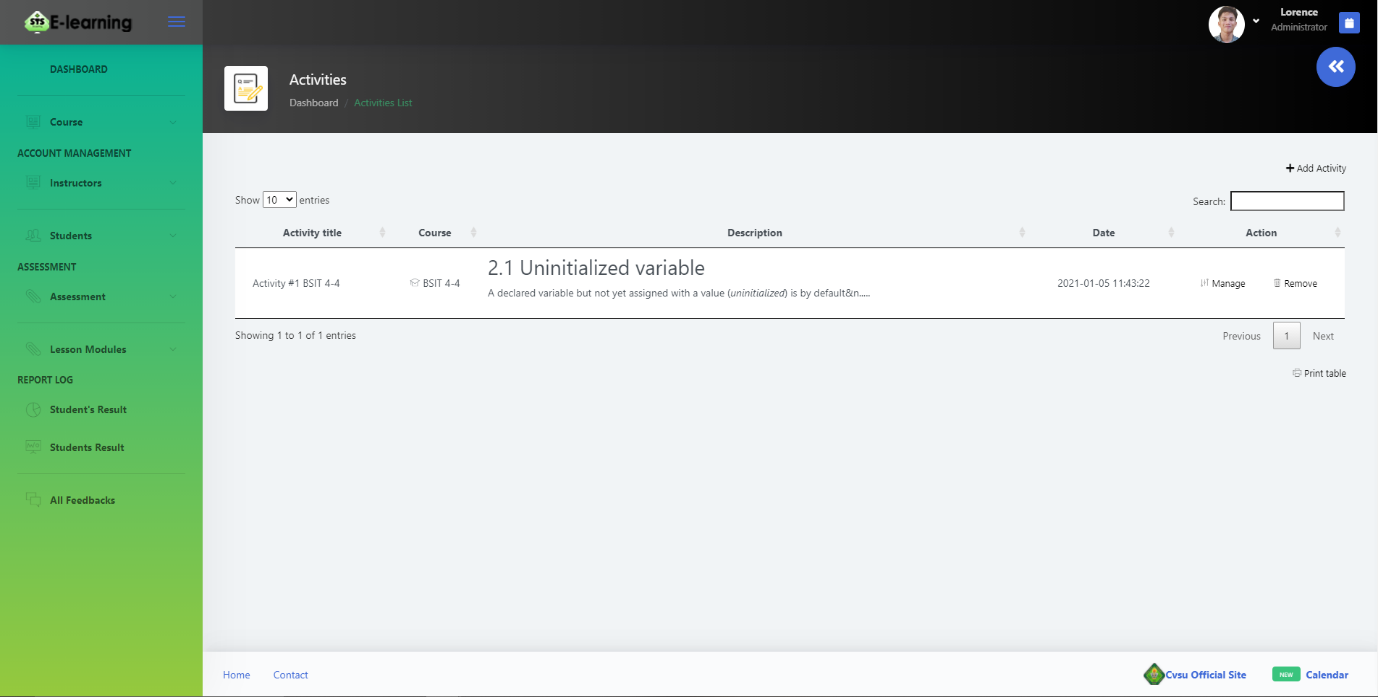 STS E-learning
Lorence
Administrator
DASHBOARD
Course
ACCOUNT MANAGEMENT
Instructors
Students
ASSESSMENT
Assessment
Lesson Modules
REPORT LOG
Student's Result
Students Result
All Feedbacks
Activities
Dashboard / Activities List
Add Activity
Show 10 entries
Search:
Activity title Course Description Date Action
2.1 Uninitialized variable
Activity #1 BSIT 4-4 BSIT 4-4 2021-01-05 11:43:22 Manage Remove
A declared variable but not yet assigned with a value (uninitialized) is by default&n.....
Showing 1 to 1 of 1 entries
Previous 1 Next
Print table
Home Contact Cvsu Official Site NEW Calendar